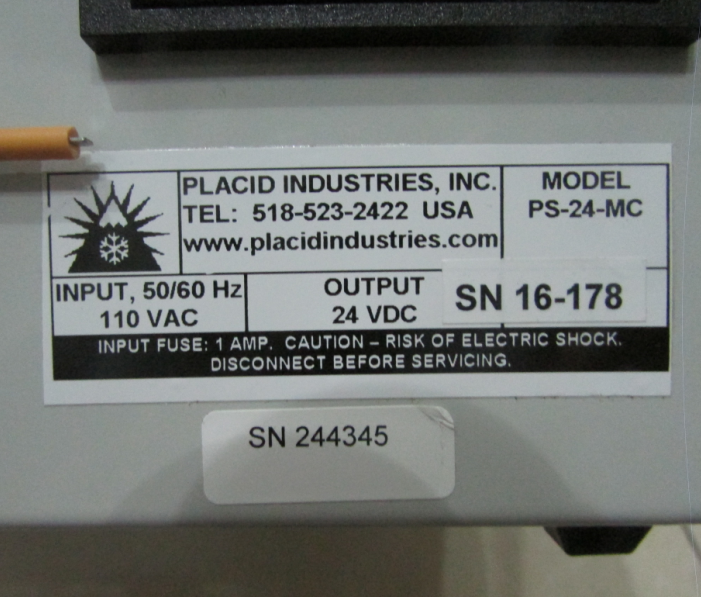 PLACID INDUSTRIES, INC.
TEL: 518-523-2422 USA
www.placidindustries.com
MODEL
PS-24-MC
INPUT, 50/60 Hz
110 VAC
OUTPUT
24 VDC
SN 16-178
INPUT FUSE: 1 AMP. CAUTION – RISK OF ELECTRIC SHOCK.
DISCONNECT BEFORE SERVICING.
SN 244345